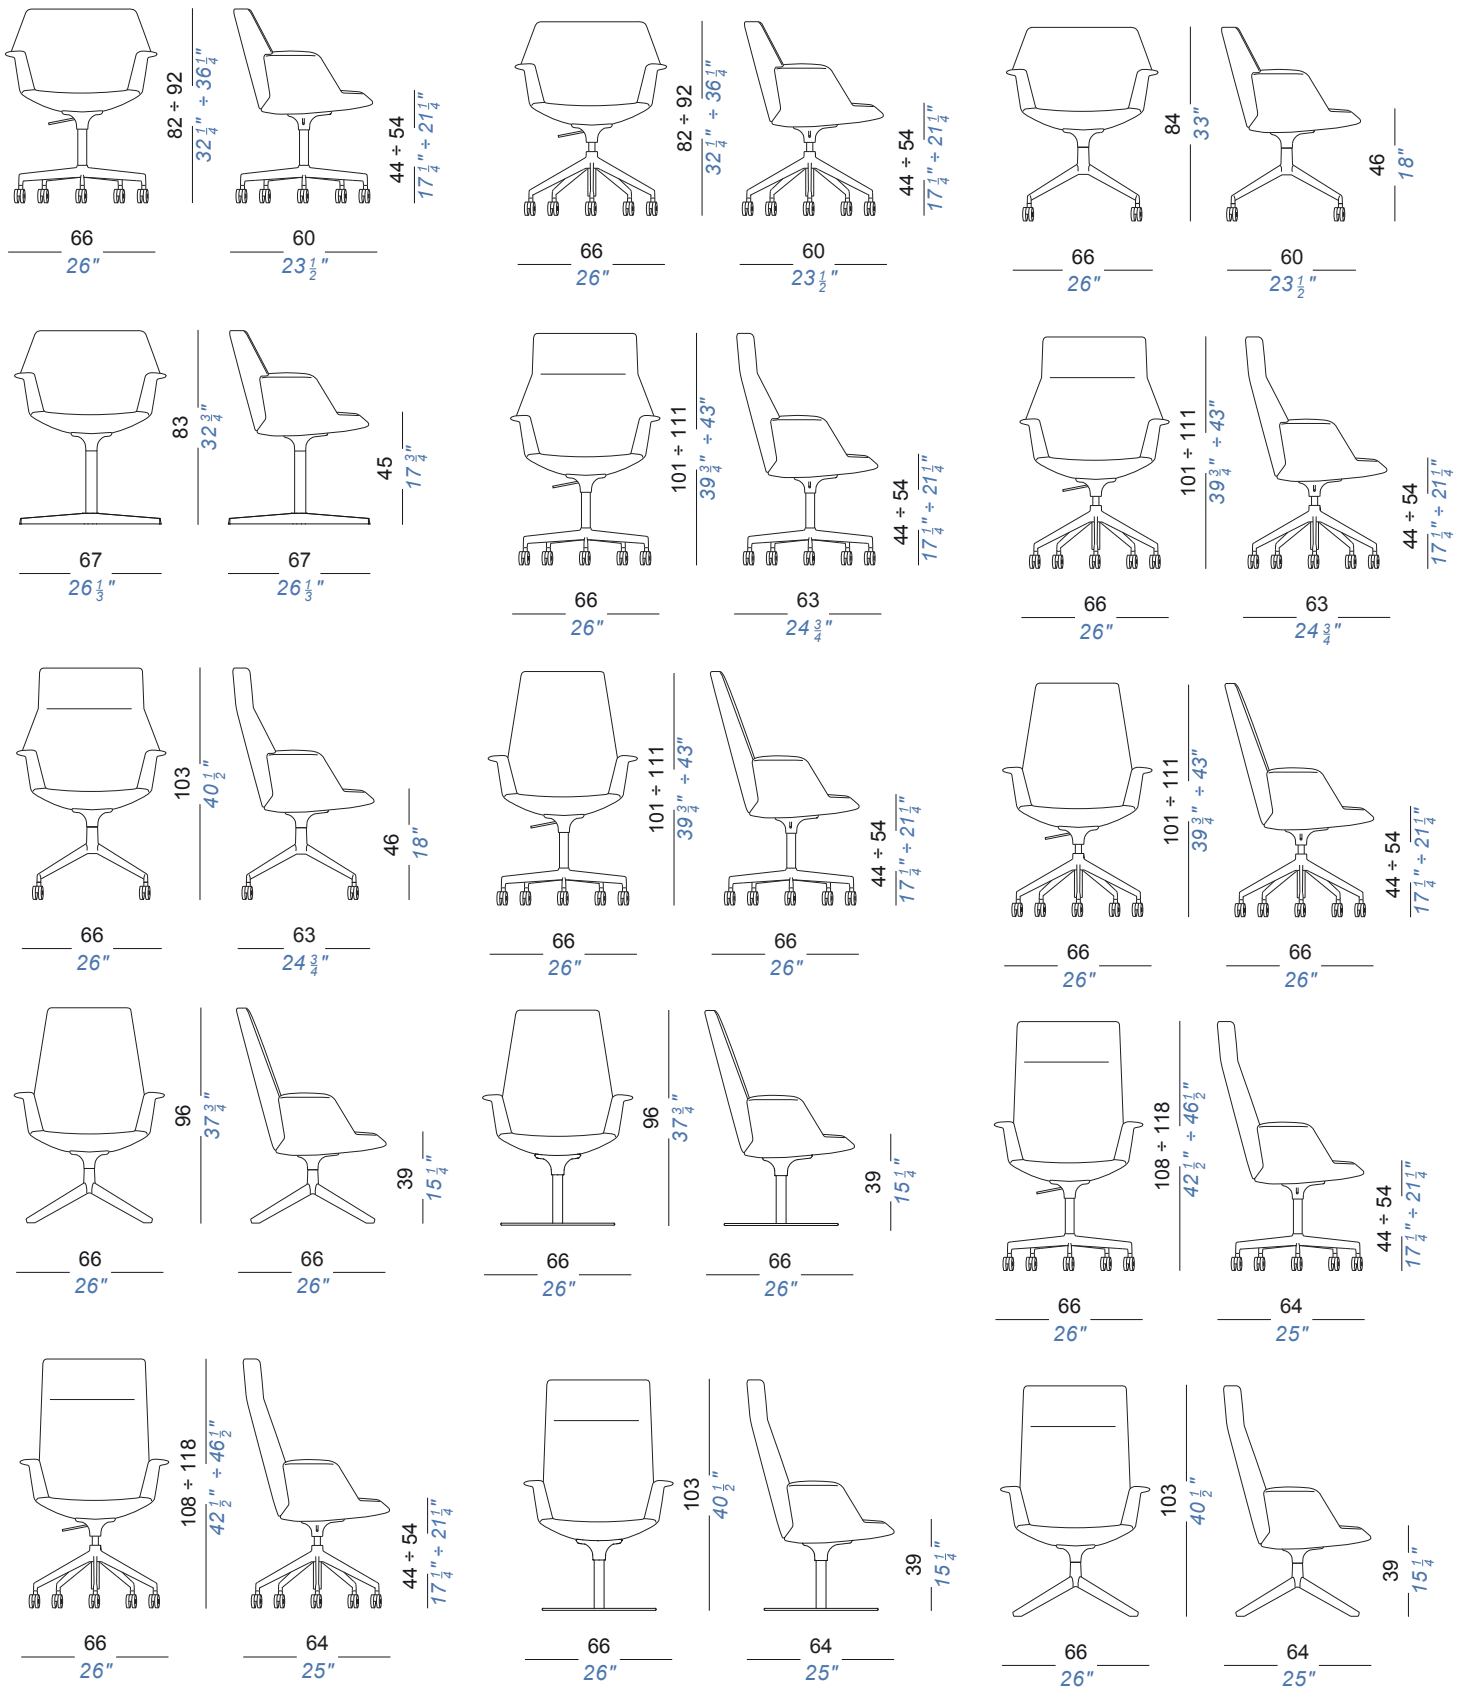 82 ÷ 92
32 1/4" ÷ 36 1/4"
44 ÷ 54
17 1/4" ÷ 21 1/4"
66
26"
60
23 1/2"
82 ÷ 92
32 1/4" ÷ 36 1/4"
44 ÷ 54
17 1/4" ÷ 21 1/4"
66
26"
60
23 1/2"
84
33"
46
18"
66
26"
60
23 1/2"
83
32 3/4"
45
17 3/4"
67
26 1/3"
67
26 1/3"
101 ÷ 111
39 3/4" ÷ 43"
44 ÷ 54
17 1/4" ÷ 21 1/4"
66
26"
63
24 3/4"
101 ÷ 111
39 3/4" ÷ 43"
44 ÷ 54
17 1/4" ÷ 21 1/4"
66
26"
63
24 3/4"
103
40 1/2"
46
18"
66
26"
63
24 3/4"
101 ÷ 111
39 3/4" ÷ 43"
44 ÷ 54
17 1/4" ÷ 21 1/4"
66
26"
66
26"
101 ÷ 111
39 3/4" ÷ 43"
44 ÷ 54
17 1/4" ÷ 21 1/4"
66
26"
66
26"
96
37 3/4"
39
15 1/4"
66
26"
66
26"
96
37 3/4"
39
15 1/4"
66
26"
66
26"
108 ÷ 118
42 1/2" ÷ 46 1/2"
44 ÷ 54
17 1/4" ÷ 21 1/4"
66
26"
64
25"
108 ÷ 118
42 1/2" ÷ 46 1/2"
44 ÷ 54
17 1/4" ÷ 21 1/4"
66
26"
64
25"
103
40 1/2"
39
15 1/4"
66
26"
64
25"
103
40 1/2"
39
15 1/4"
66
26"
64
25"